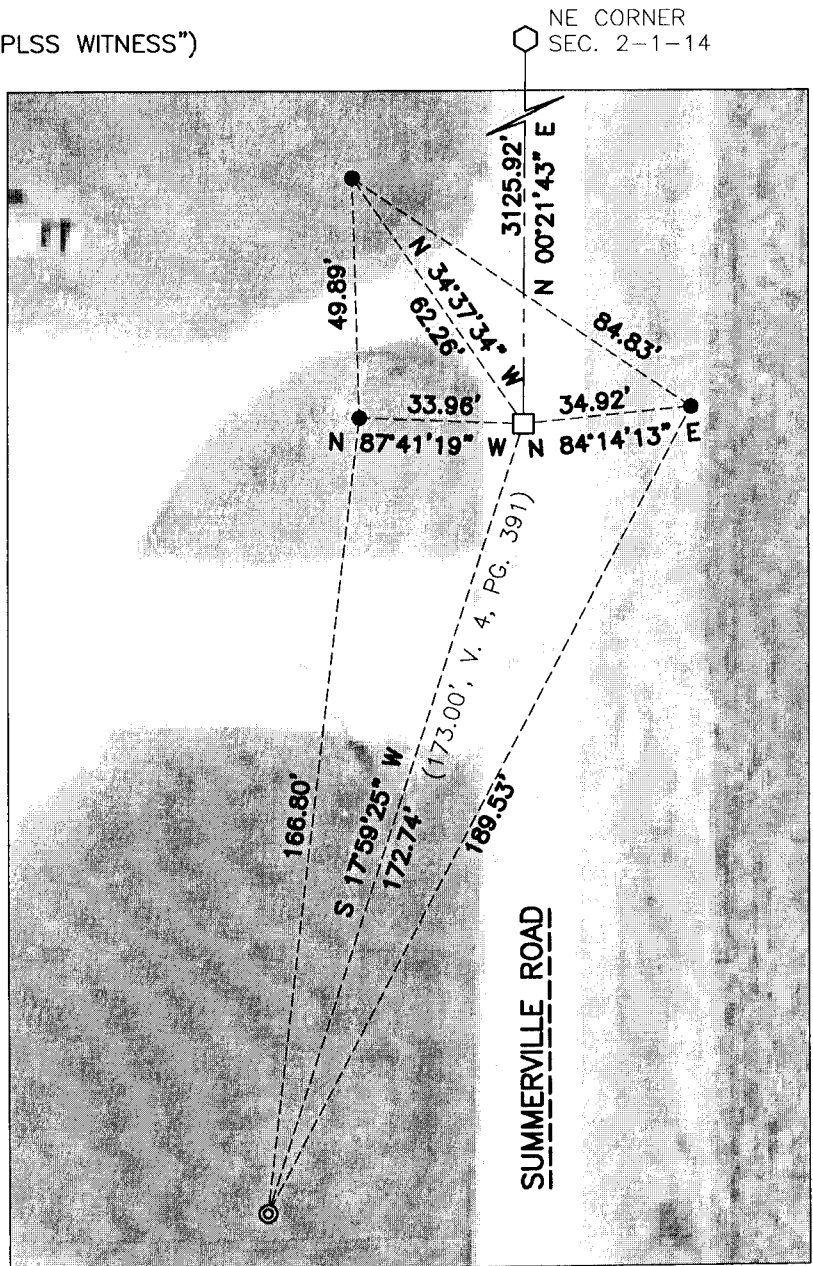 PLSS WITNESS")
NE CORNER
SEC. 2-1-14
3125.92'
N 00°21'43" E
49.89'
N 34°37'34" W
62.26'
84.83'
33.96'
34.92'
N 87°41'19" W
N 84°14'13" E
(173.00', V. 4, PG. 391)
166.80'
S 17°59'25" W
172.74'
189.53'
SUMMERVILLE ROAD